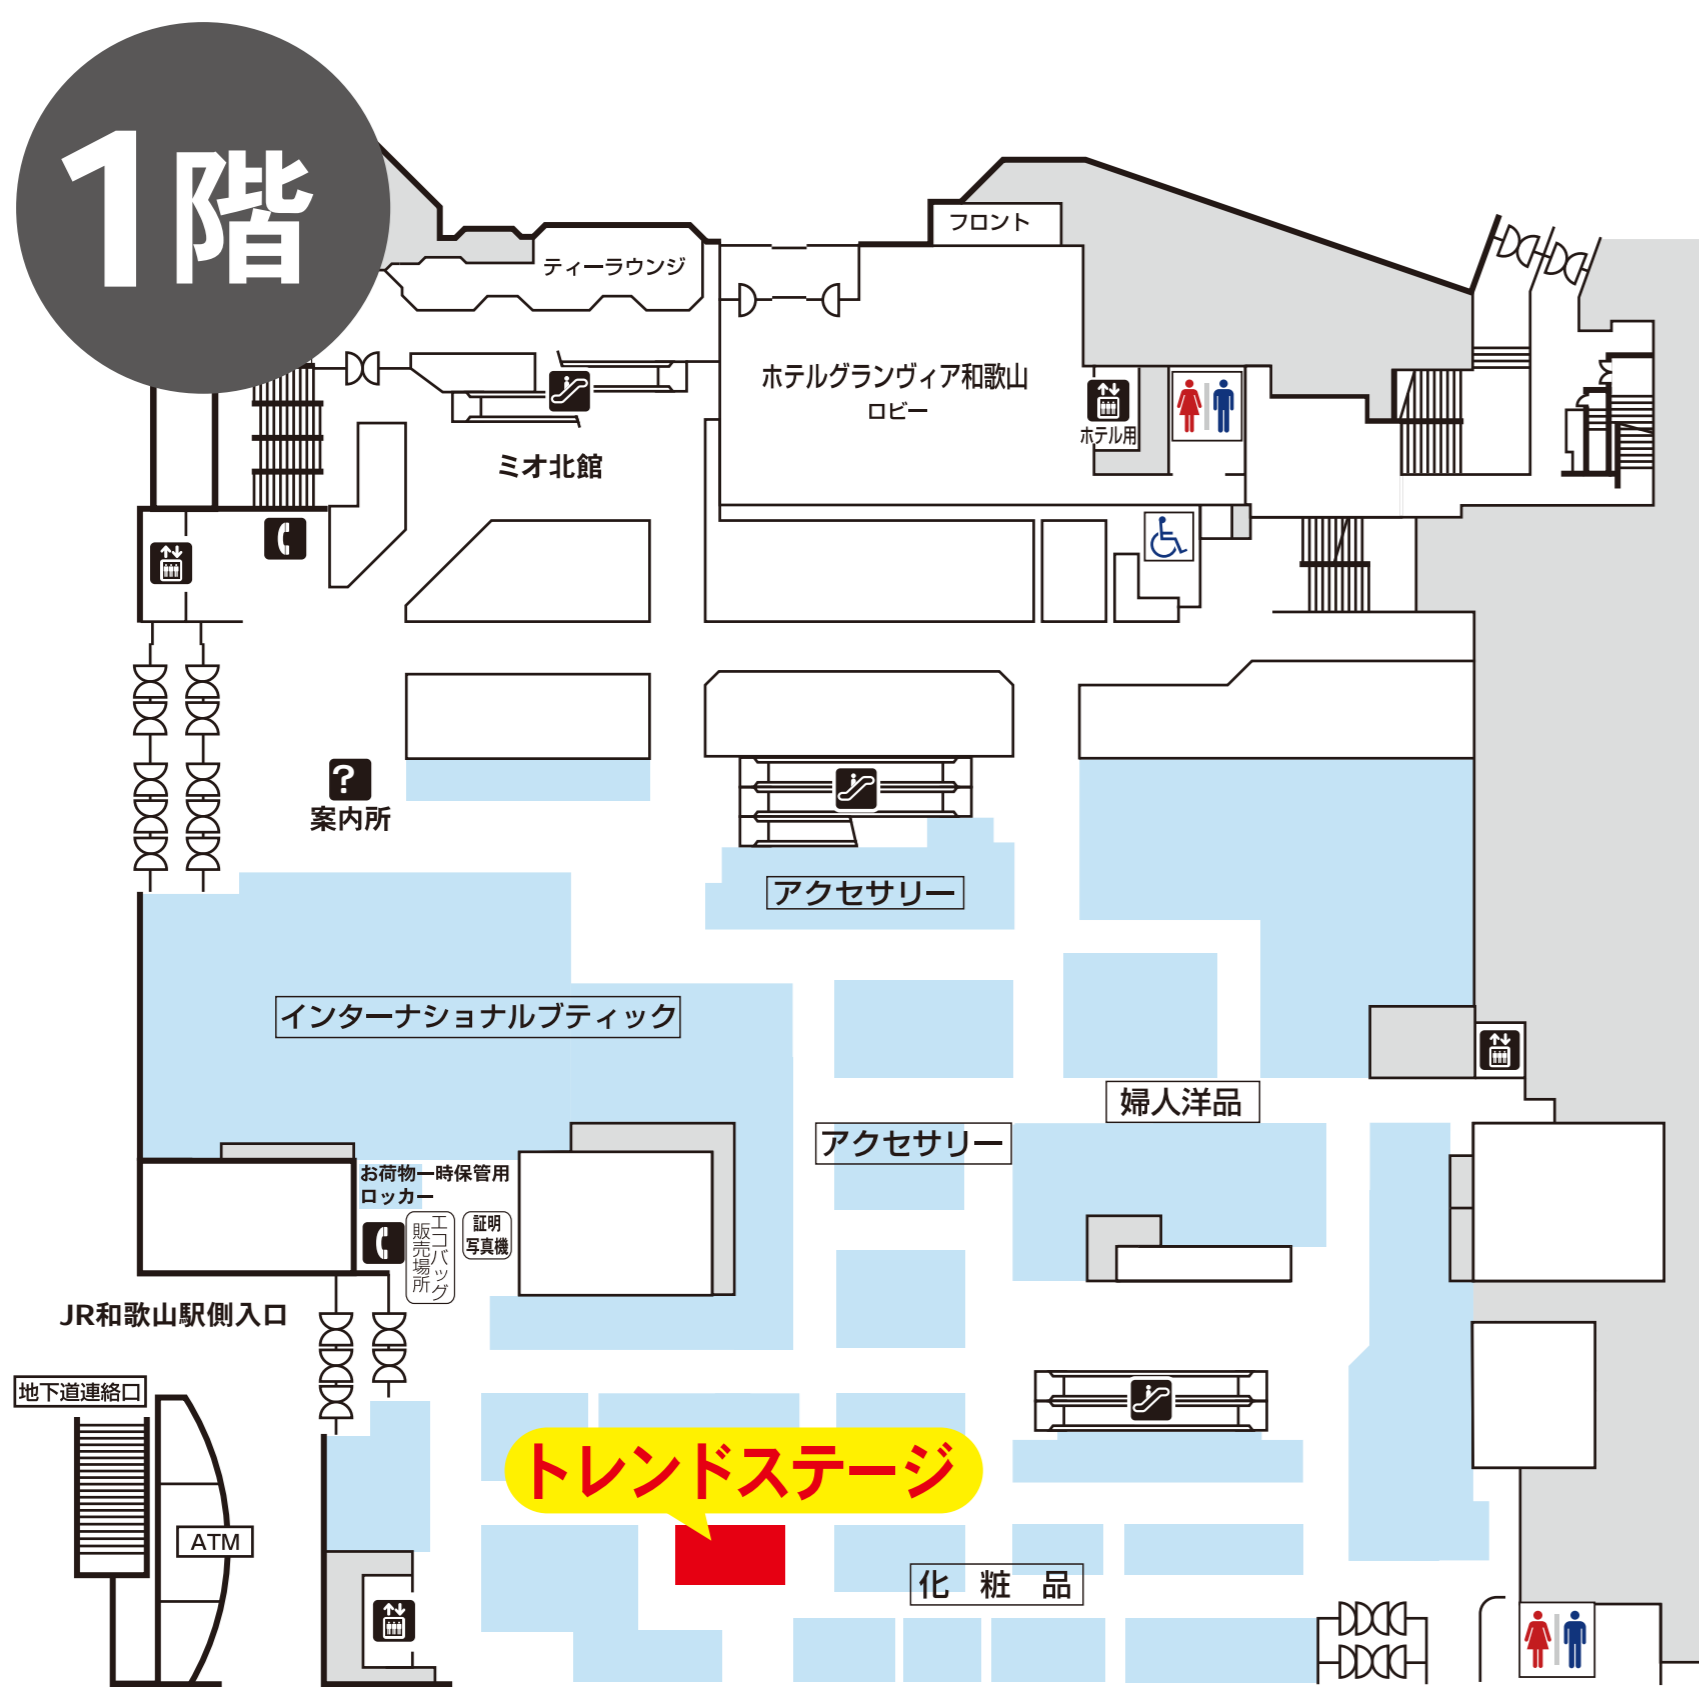 1階
フロント
ティーラウンジ
ホテルグランヴィア和歌山
ロビー
ホテル用
ミオ北館
?
案内所
アクセサリー
インターナショナルブティック
婦人洋品
アクセサリー
お荷物一時保管用
ロッカー
エコバッグ
販売場所
証明
写真機
JR和歌山駅側入口
地下道連絡口
トレンドステージ
ATM
化 粧 品